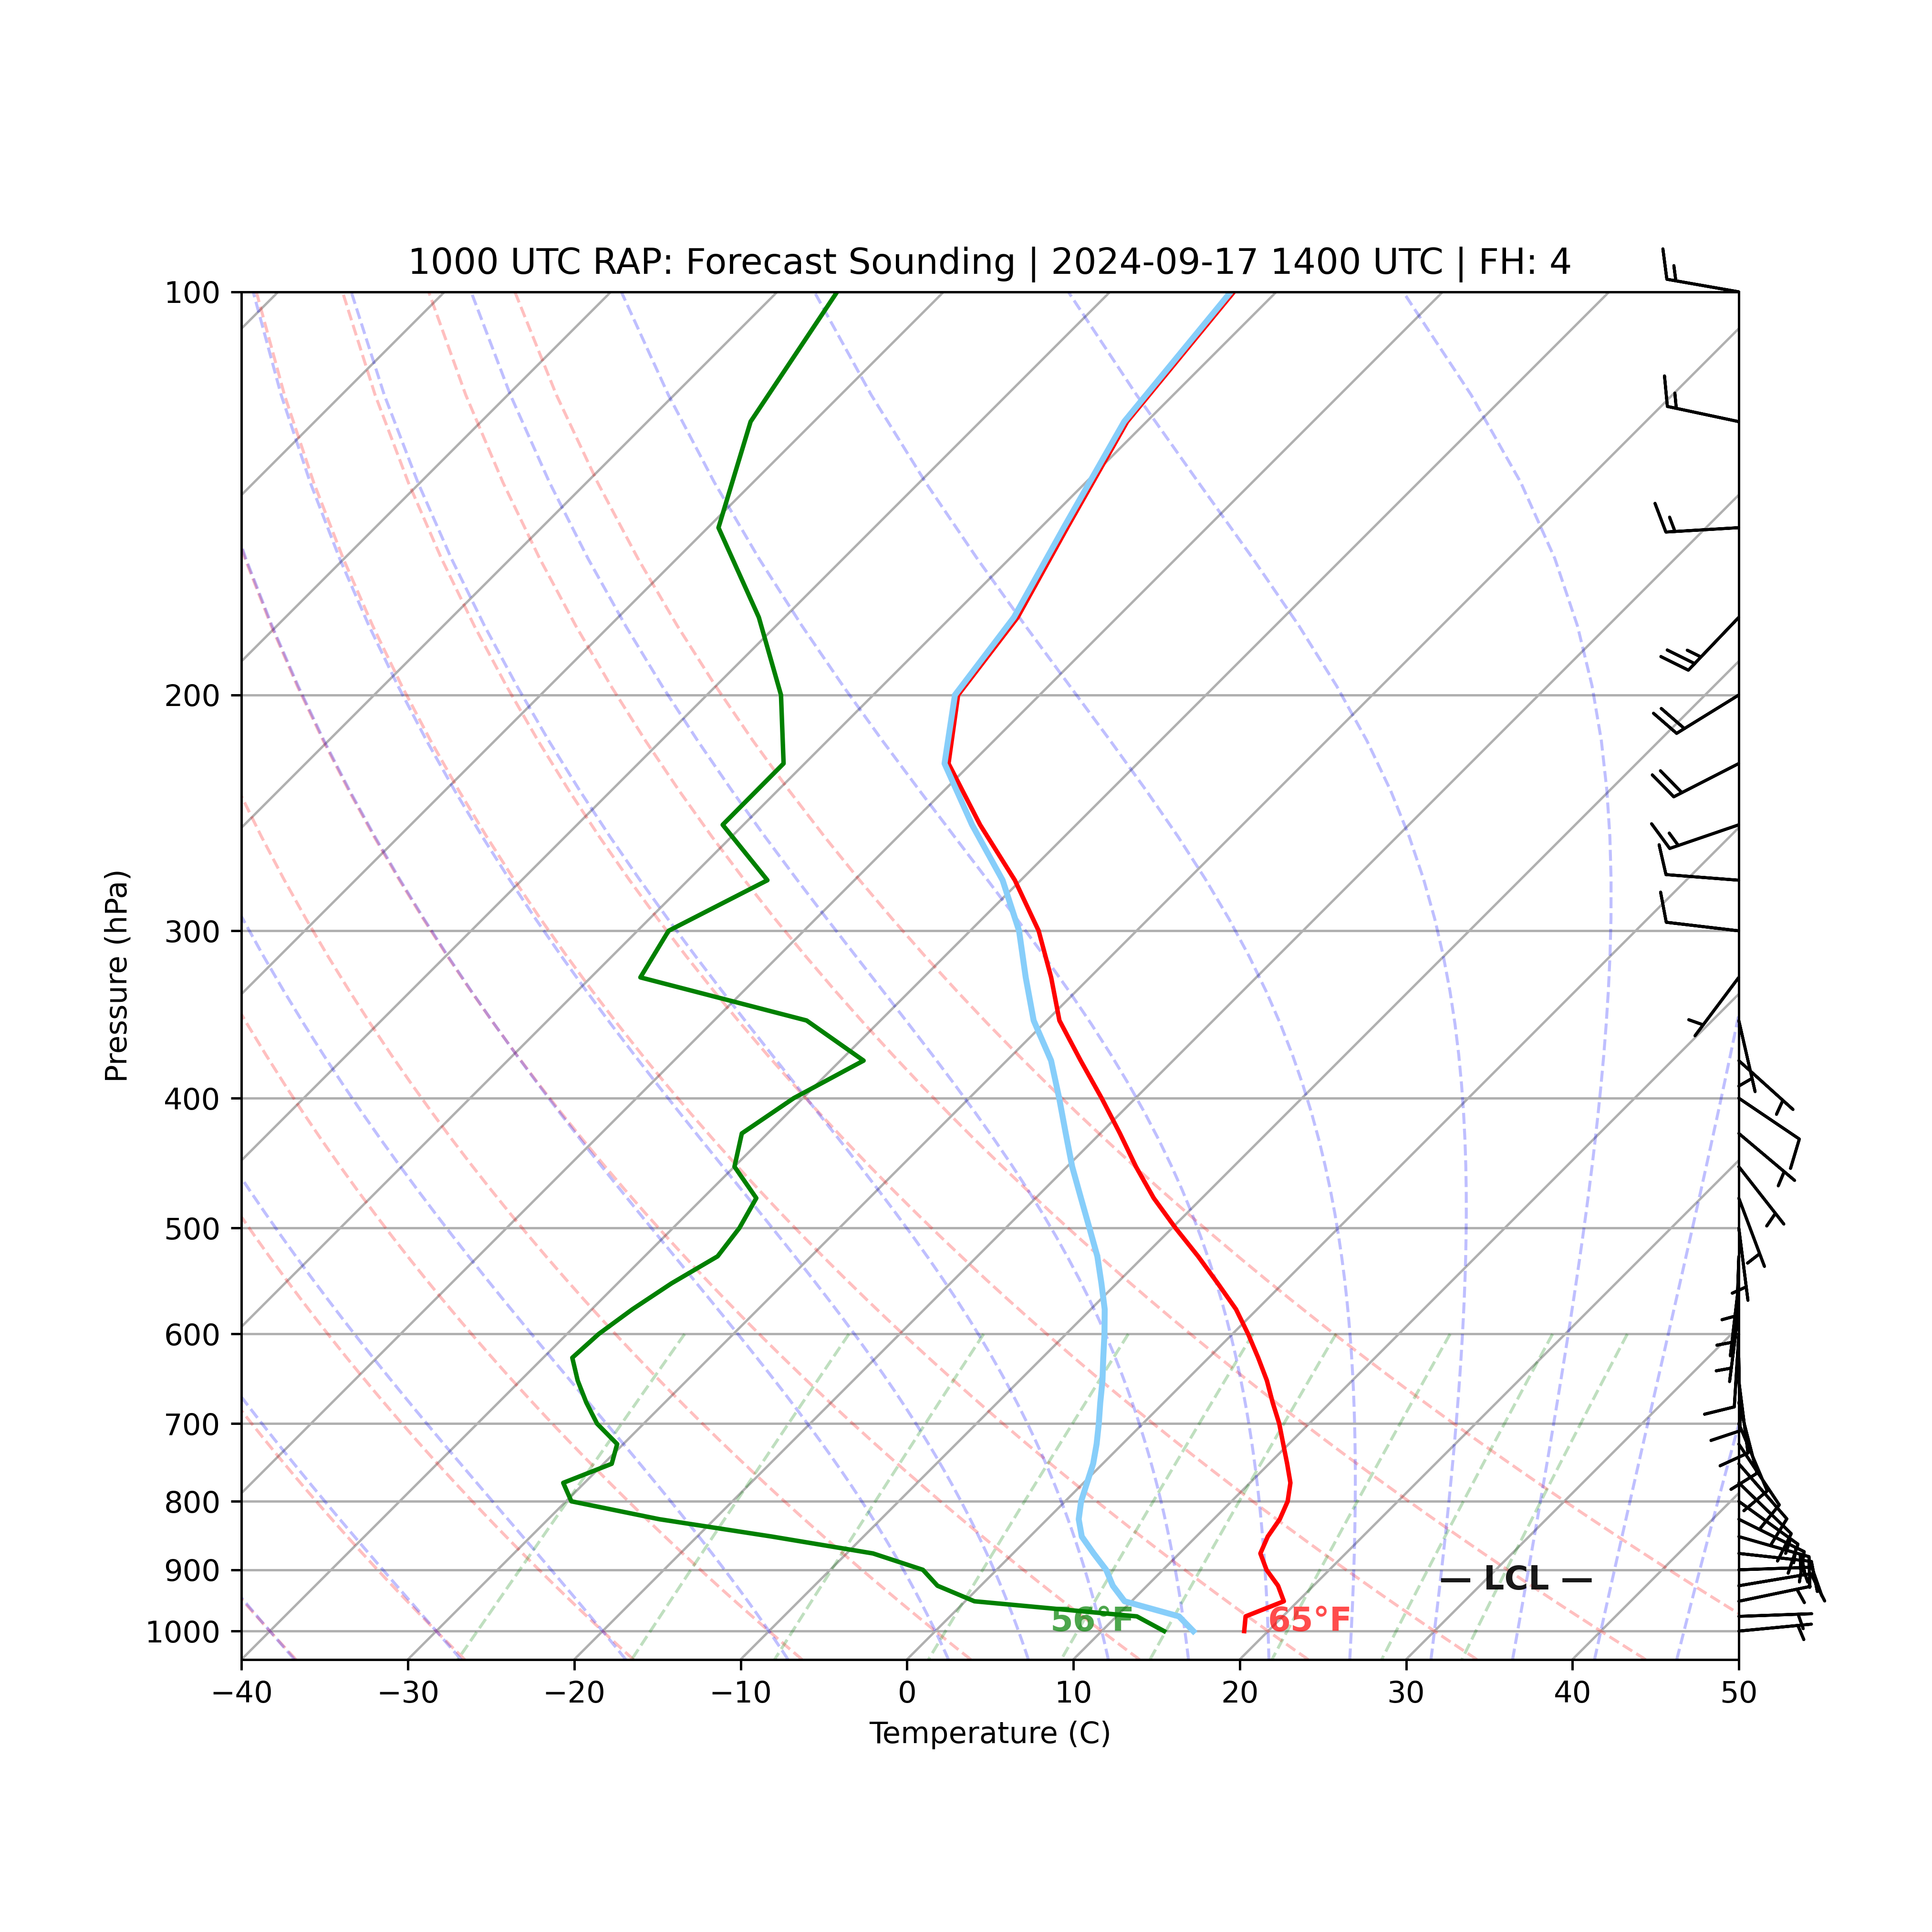 1000 UTC RAP: Forecast Sounding | 2024-09-17 1400 UTC | FH: 4
100
200
300
400
500
600
700
800
900
1000
Pressure (hPa)
— LCL —
56°F
65°F
−40 −30 −20 −10 0 10 20 30 40 50
Temperature (C)